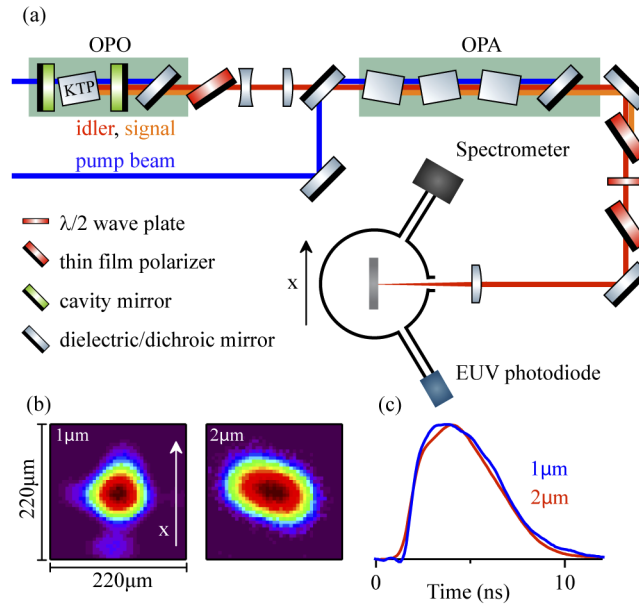 (a)
OPO
OPA
KTP
idler, signal
pump beam
Spectrometer
λ/2 wave plate
thin film polarizer
cavity mirror
dielectric/dichroic mirror
x
EUV photodiode
(b)
1μm
2μm
x
220μm
220μm
(c)
1μm
2μm
0
10
Time (ns)